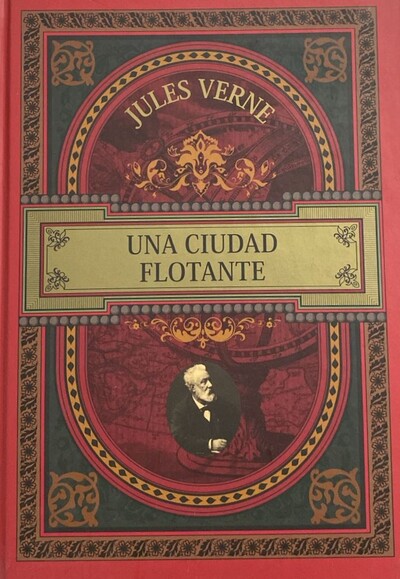 JULES VERNE
UNA CIUDAD
FLOTANTE